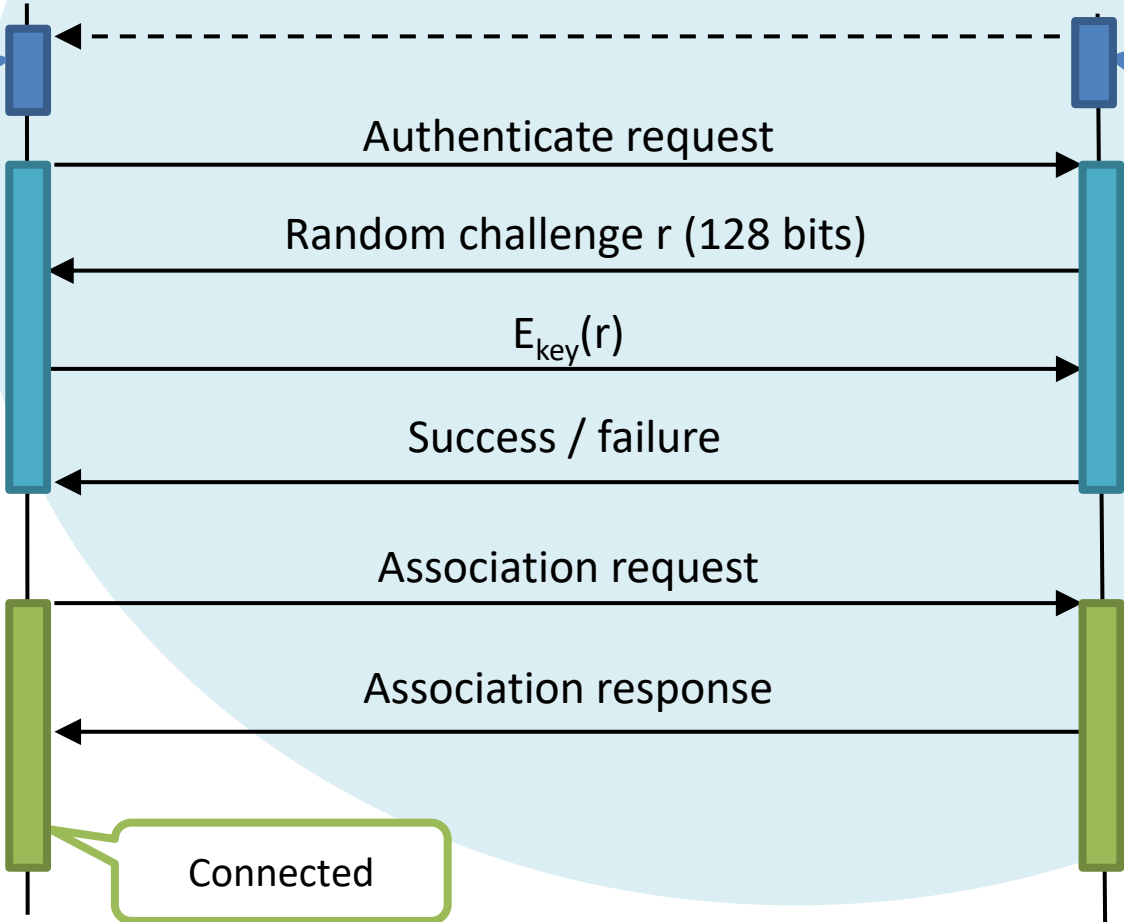 Authenticate request
Random challenge r (128 bits)
Ekey(r)
Success / failure
Association request
Association response
Connected